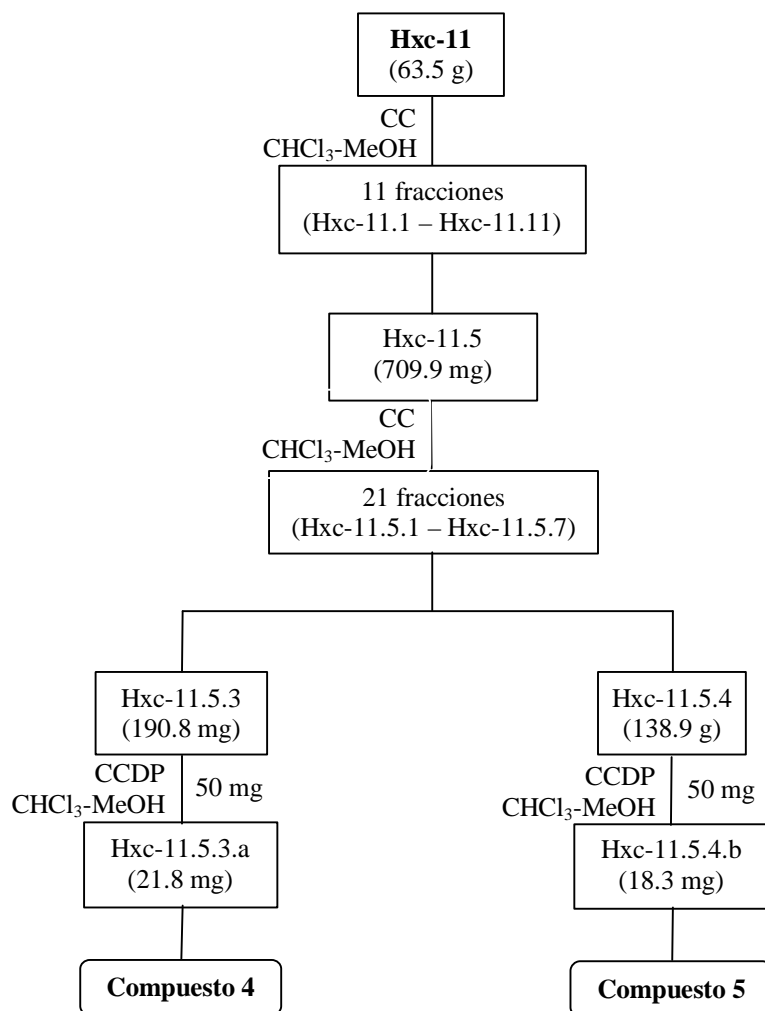 Hxc-11
(63.5 g)
CC
CHCl₃-MeOH
11 fracciones
(Hxc-11.1 – Hxc-11.11)
Hxc-11.5
(709.9 mg)
CC
CHCl₃-MeOH
21 fracciones
(Hxc-11.5.1 – Hxc-11.5.7)
Hxc-11.5.3
(190.8 mg)
CCDP
CHCl₃-MeOH
50 mg
Hxc-11.5.3.a
(21.8 mg)
Compuesto 4
Hxc-11.5.4
(138.9 g)
CCDP
CHCl₃-MeOH
50 mg
Hxc-11.5.4.b
(18.3 mg)
Compuesto 5